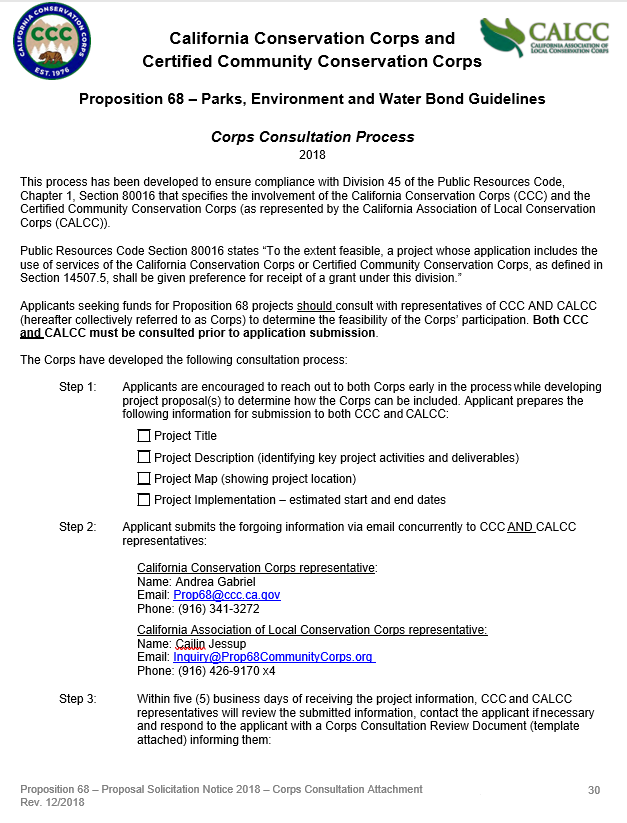 CALIFORNIA CONSERVATION CORPS
CCC
EST. 1976
CALCC
CALIFORNIA ASSOCIATION OF
LOCAL CONSERVATION CORPS
California Conservation Corps and
Certified Community Conservation Corps
Proposition 68 – Parks, Environment and Water Bond Guidelines
Corps Consultation Process
2018
This process has been developed to ensure compliance with Division 45 of the Public Resources Code,
Chapter 1, Section 80016 that specifies the involvement of the California Conservation Corps (CCC) and the
Certified Community Conservation Corps (as represented by the California Association of Local Conservation
Corps (CALCC)).
Public Resources Code Section 80016 states “To the extent feasible, a project whose application includes the
use of services of the California Conservation Corps or Certified Community Conservation Corps, as defined in
Section 14507.5, shall be given preference for receipt of a grant under this division.”
Applicants seeking funds for Proposition 68 projects should consult with representatives of CCC AND CALCC
(hereafter collectively referred to as Corps) to determine the feasibility of the Corps’ participation. Both CCC
and CALCC must be consulted prior to application submission.
The Corps have developed the following consultation process:
Step 1: Applicants are encouraged to reach out to both Corps early in the process while developing
project proposal(s) to determine how the Corps can be included. Applicant prepares the
following information for submission to both CCC and CALCC:
Project Title
Project Description (identifying key project activities and deliverables)
Project Map (showing project location)
Project Implementation – estimated start and end dates
Step 2: Applicant submits the forgoing information via email concurrently to CCC AND CALCC
representatives:
California Conservation Corps representative:
Name: Andrea Gabriel
Email: Prop68@ccc.ca.gov
Phone: (916) 341-3272
California Association of Local Conservation Corps representative:
Name: Cailin Jessup
Email: Inquiry@Prop68CommunityCorps.org
Phone: (916) 426-9170 x4
Step 3: Within five (5) business days of receiving the project information, CCC and CALCC
representatives will review the submitted information, contact the applicant if necessary
and respond to the applicant with a Corps Consultation Review Document (template
attached) informing them:
Proposition 68 – Proposal Solicitation Notice 2018 – Corps Consultation Attachment 30
Rev. 12/2018